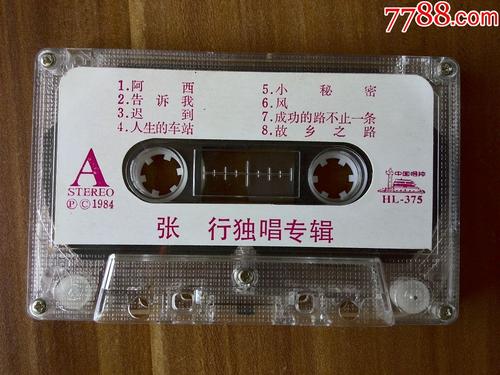 7788.com
1.阿 西
2.告 诉 我
3.迟 到
4.人生的车站
5.小 秘 密
6.风
7.成功的路不止一条
8.故 乡 之 路
A
STEREO
Ⓟ Ⓒ 1984
中国唱片
HL-375
张 行独唱专辑